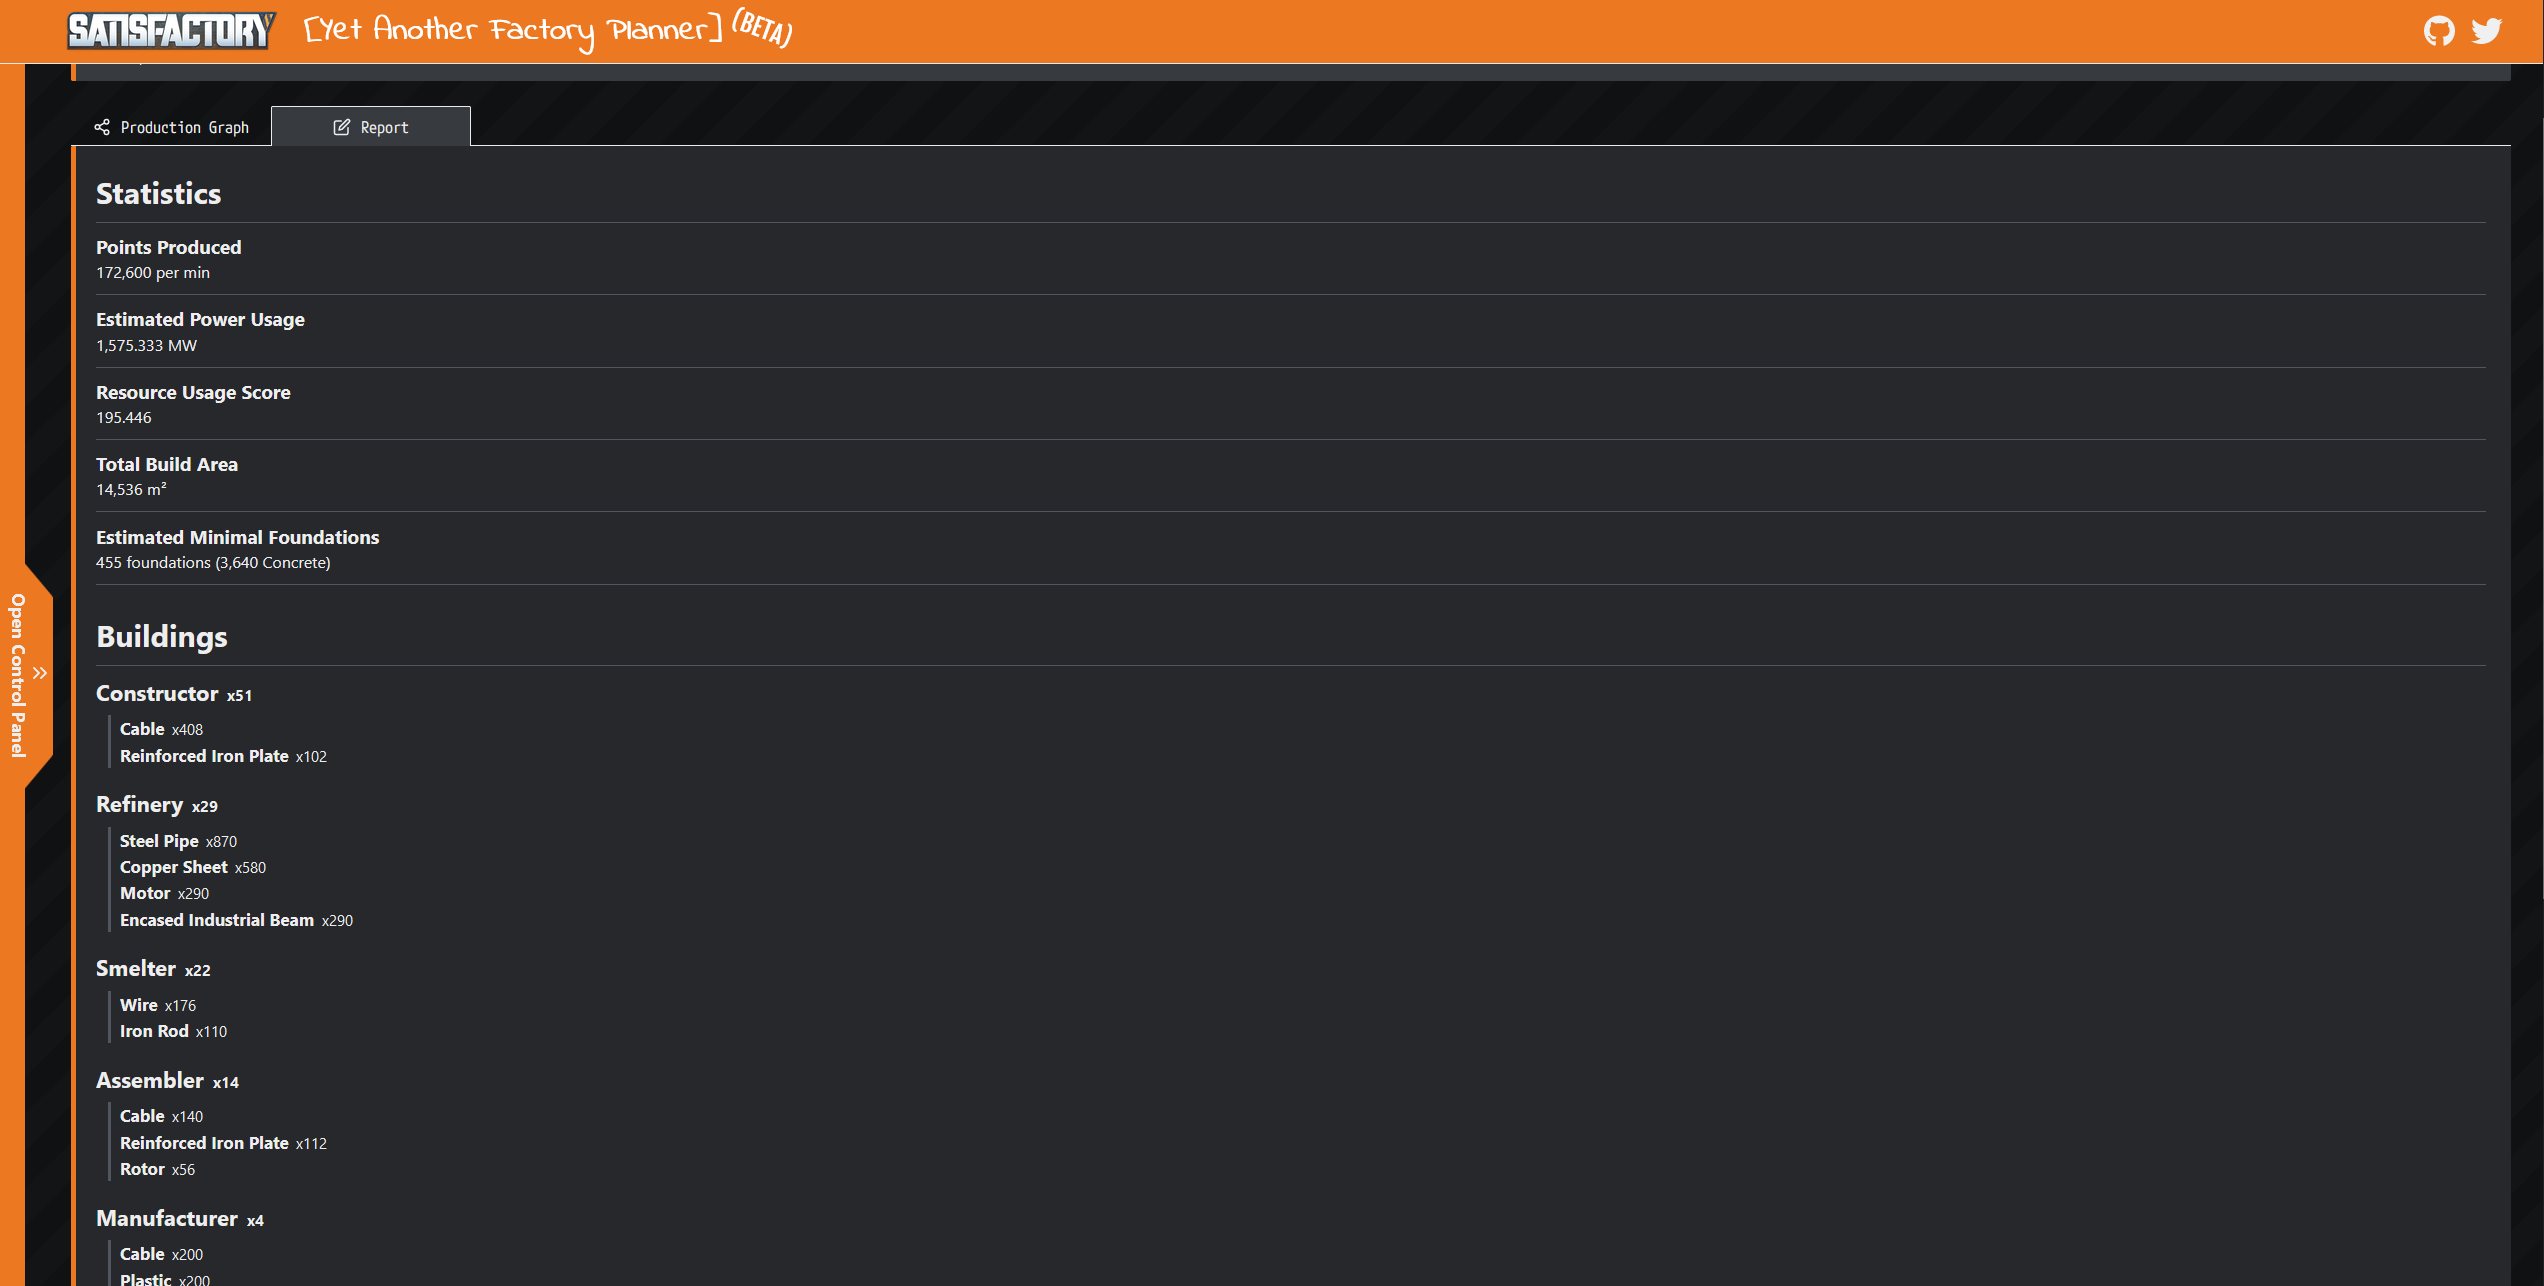 SATISFACTORY [Yet Another Factory Planner] (BETA)
Production Graph
Report
Statistics
Points Produced
172,600 per min
Estimated Power Usage
1,575.333 MW
Resource Usage Score
195.446
Total Build Area
14,536 m²
Estimated Minimal Foundations
455 foundations (3,640 Concrete)
Open Control Panel
Buildings
Constructor x51
Cable x408
Reinforced Iron Plate x102
Refinery x29
Steel Pipe x870
Copper Sheet x580
Motor x290
Encased Industrial Beam x290
Smelter x22
Wire x176
Iron Rod x110
Assembler x14
Cable x140
Reinforced Iron Plate x112
Rotor x56
Manufacturer x4
Cable x200
Plastic x200